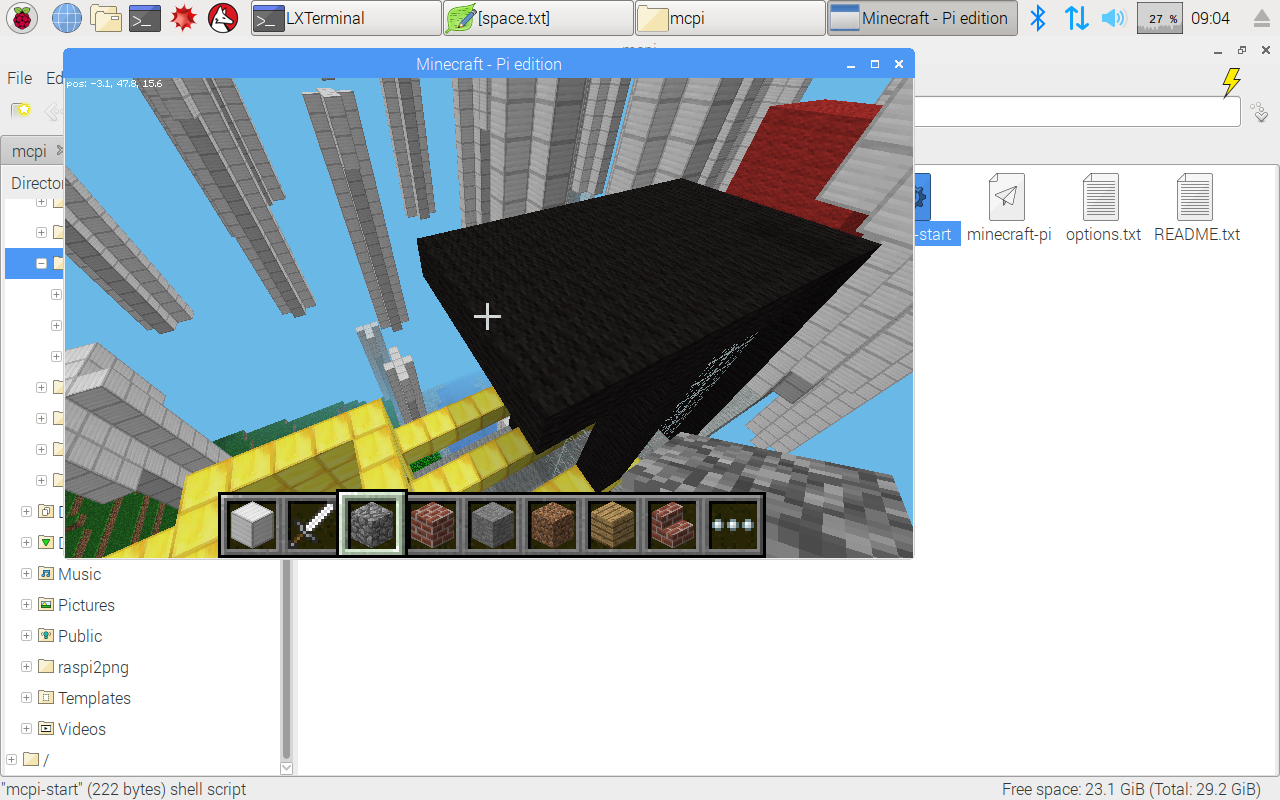 LXTerminal
[space.txt]
mcpi
Minecraft - Pi edition
27 %
09:04
Minecraft - Pi edition
pos: -3.1, 47.8, 15.6
File
mcpi
-start
minecraft-pi
options.txt
README.txt
Music
Pictures
Public
raspi2png
Templates
Videos
/
"mcpi-start" (222 bytes) shell script
Free space: 23.1 GiB (Total: 29.2 GiB)